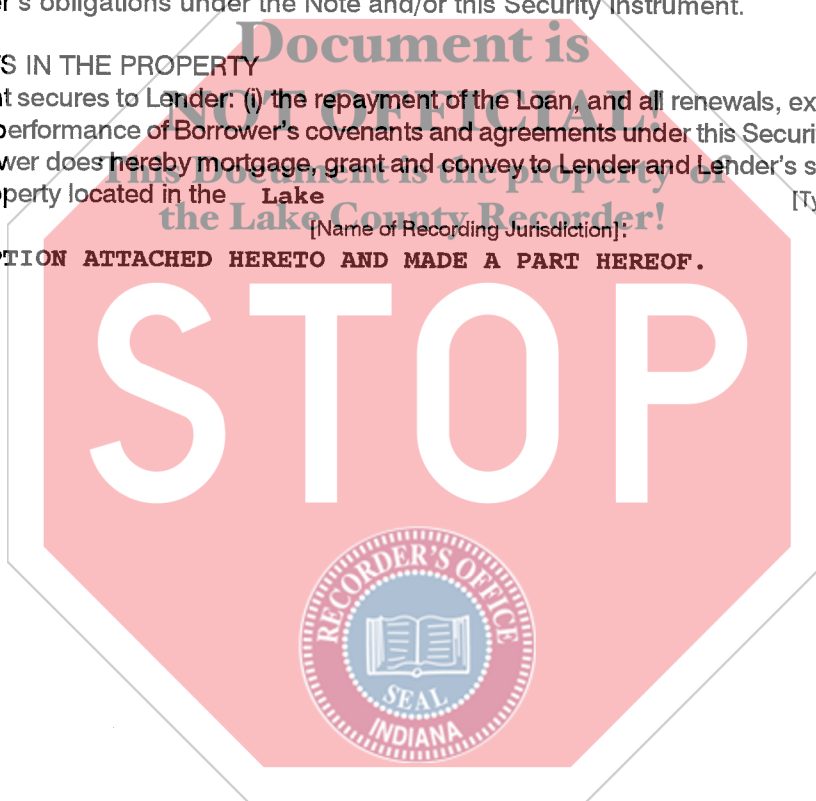 r's obligations under the Note and/or this Security Instrument.
Document is
S IN THE PROPERTY
t secures to Lender: (i) the repayment of the Loan, and all renewals, ex
NOT OFFICIAL!
performance of Borrower's covenants and agreements under this Securi
wer does hereby mortgage, grant and convey to Lender and Lender's s
This Document is the property of
perty located in the Lake [Ty
the Lake County Recorder!
[Name of Recording Jurisdiction]:
PTION ATTACHED HERETO AND MADE A PART HEREOF.
STOP
RECORDER'S OFFICE
SEAL
INDIANA